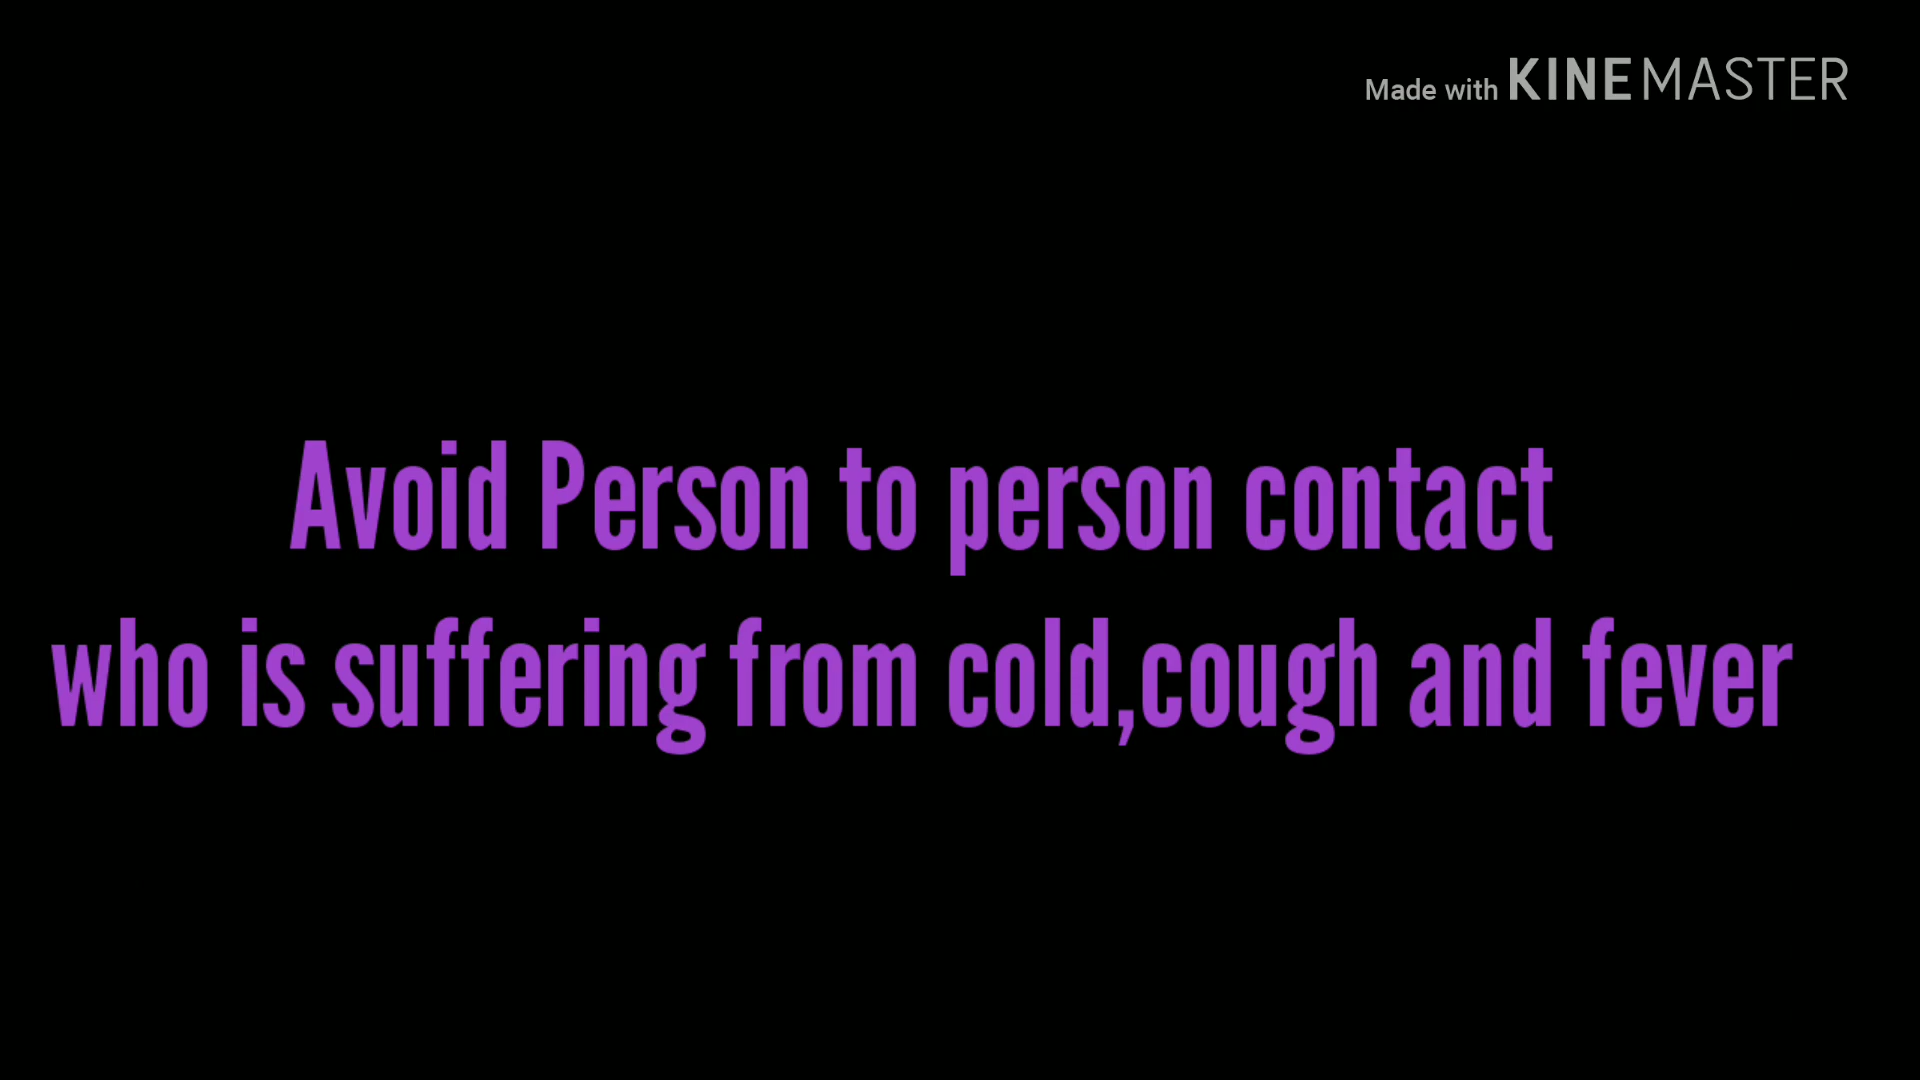 Made with KINEMASTER
Avoid Person to person contact
who is suffering from cold,cough and fever